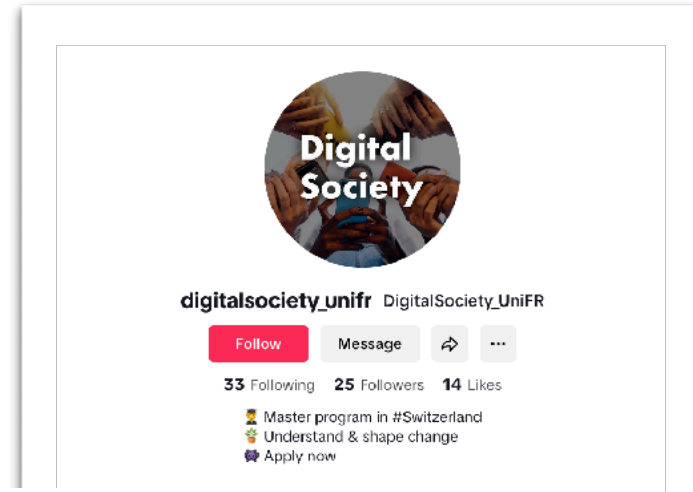 Digital
Society
digitalsociety_unifr DigitalSociety_UniFR
Follow Message
33 Following 25 Followers 14 Likes
Master program in #Switzerland
Understand & shape change
Apply now